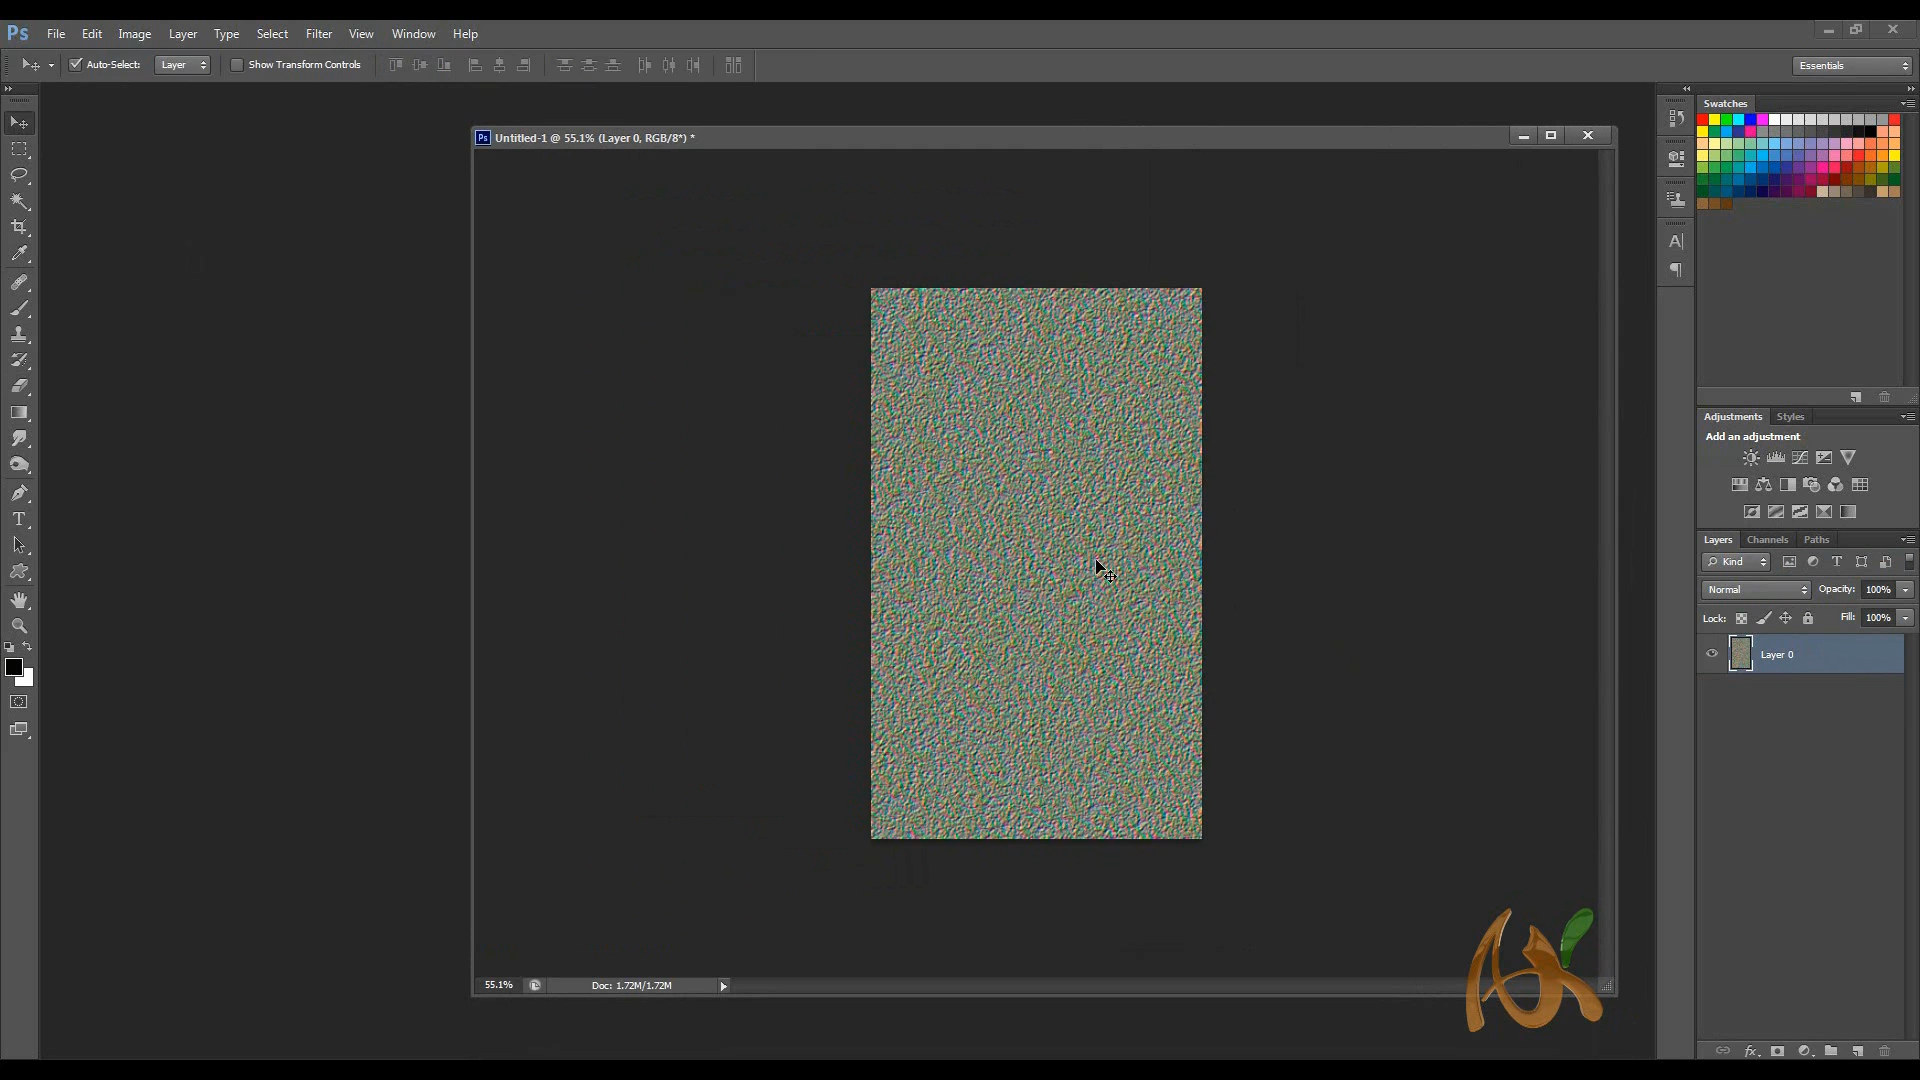 Ps File Edit Image Layer Type Select Filter View Window Help
Auto-Select: Layer Show Transform Controls Essentials
Ps Untitled-1 @ 55.1% (Layer 0, RGB/8*) *
Swatches
Adjustments Styles
Add an adjustment
Layers Channels Paths
Kind
Normal Opacity: 100%
Lock: Fill: 100%
Layer 0
55.1% Doc: 1.72M/1.72M